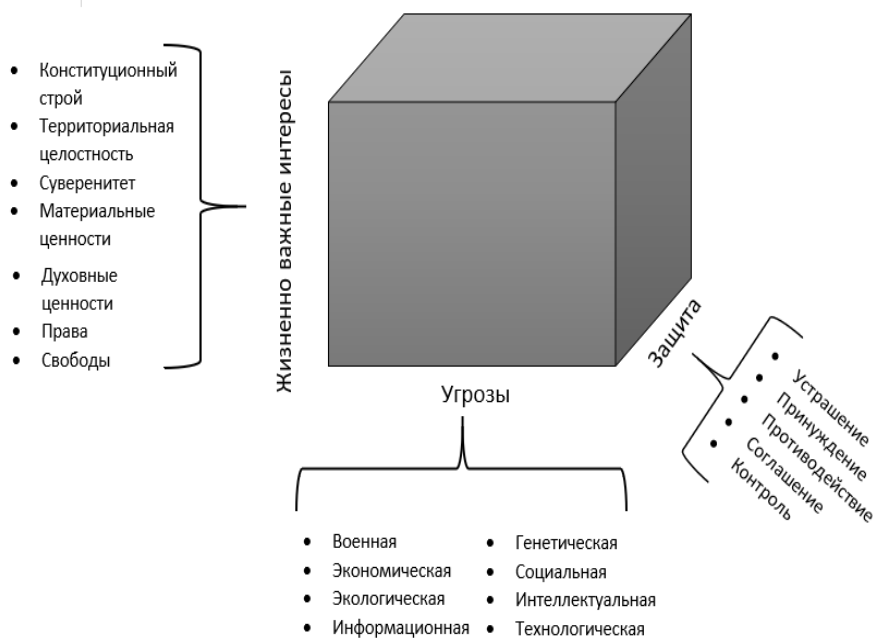 Жизненно важные интересы
• Конституционный
строй
• Территориальная
целостность
• Суверенитет
• Материальные
ценности
• Духовные
ценности
• Права
• Свободы
Угрозы
• Военная
• Экономическая
• Экологическая
• Информационная
• Генетическая
• Социальная
• Интеллектуальная
• Технологическая
Защита
• Устрашение
• Принуждение
• Противодействие
• Соглашение
• Контроль